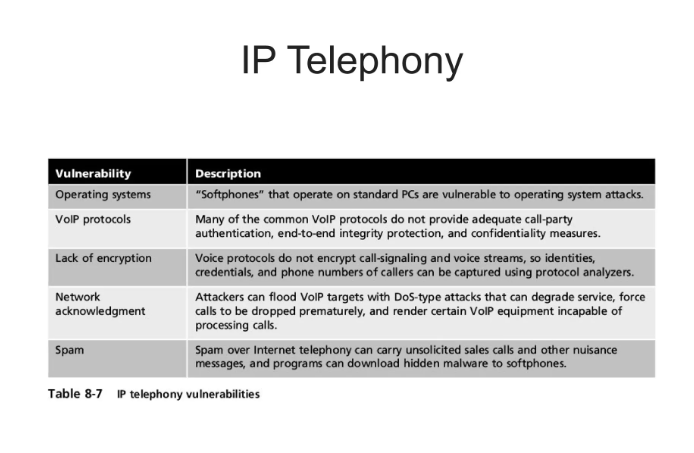 IP Telephony
Vulnerability Description
Operating systems “Softphones” that operate on standard PCs are vulnerable to operating system attacks.
VoIP protocols Many of the common VoIP protocols do not provide adequate call-party
authentication, end-to-end integrity protection, and confidentiality measures.
Lack of encryption Voice protocols do not encrypt call-signaling and voice streams, so identities,
credentials, and phone numbers of callers can be captured using protocol analyzers.
Network Attackers can flood VoIP targets with DoS-type attacks that can degrade service, force
acknowledgment calls to be dropped prematurely, and render certain VoIP equipment incapable of
processing calls.
Spam Spam over Internet telephony can carry unsolicited sales calls and other nuisance
messages, and programs can download hidden malware to softphones.
Table 8-7 IP telephony vulnerabilities